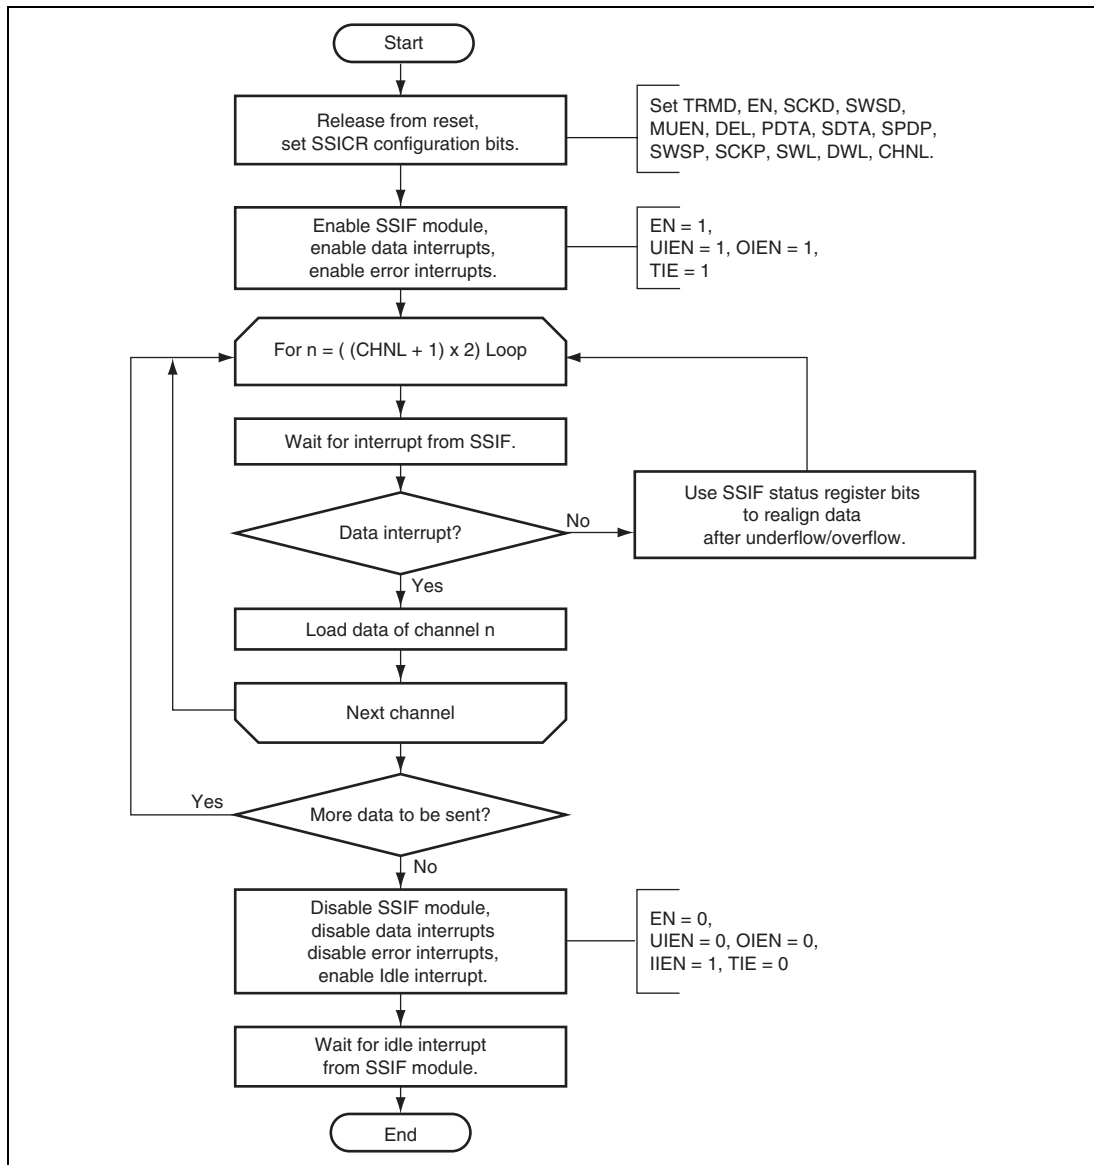 Start
Release from reset,
set SSICR configuration bits.
Set TRMD, EN, SCKD, SWSD,
MUEN, DEL, PDTA, SDTA, SPDP,
SWSP, SCKP, SWL, DWL, CHNL.
Enable SSIF module,
enable data interrupts,
enable error interrupts.
EN = 1,
UIEN = 1, OIEN = 1,
TIE = 1
For n = ( (CHNL + 1) x 2) Loop
Wait for interrupt from SSIF.
Data interrupt?
No
Use SSIF status register bits
to realign data
after underflow/overflow.
Yes
Load data of channel n
Next channel
Yes
More data to be sent?
No
Disable SSIF module,
disable data interrupts
disable error interrupts,
enable Idle interrupt.
EN = 0,
UIEN = 0, OIEN = 0,
IIEN = 1, TIE = 0
Wait for idle interrupt
from SSIF module.
End